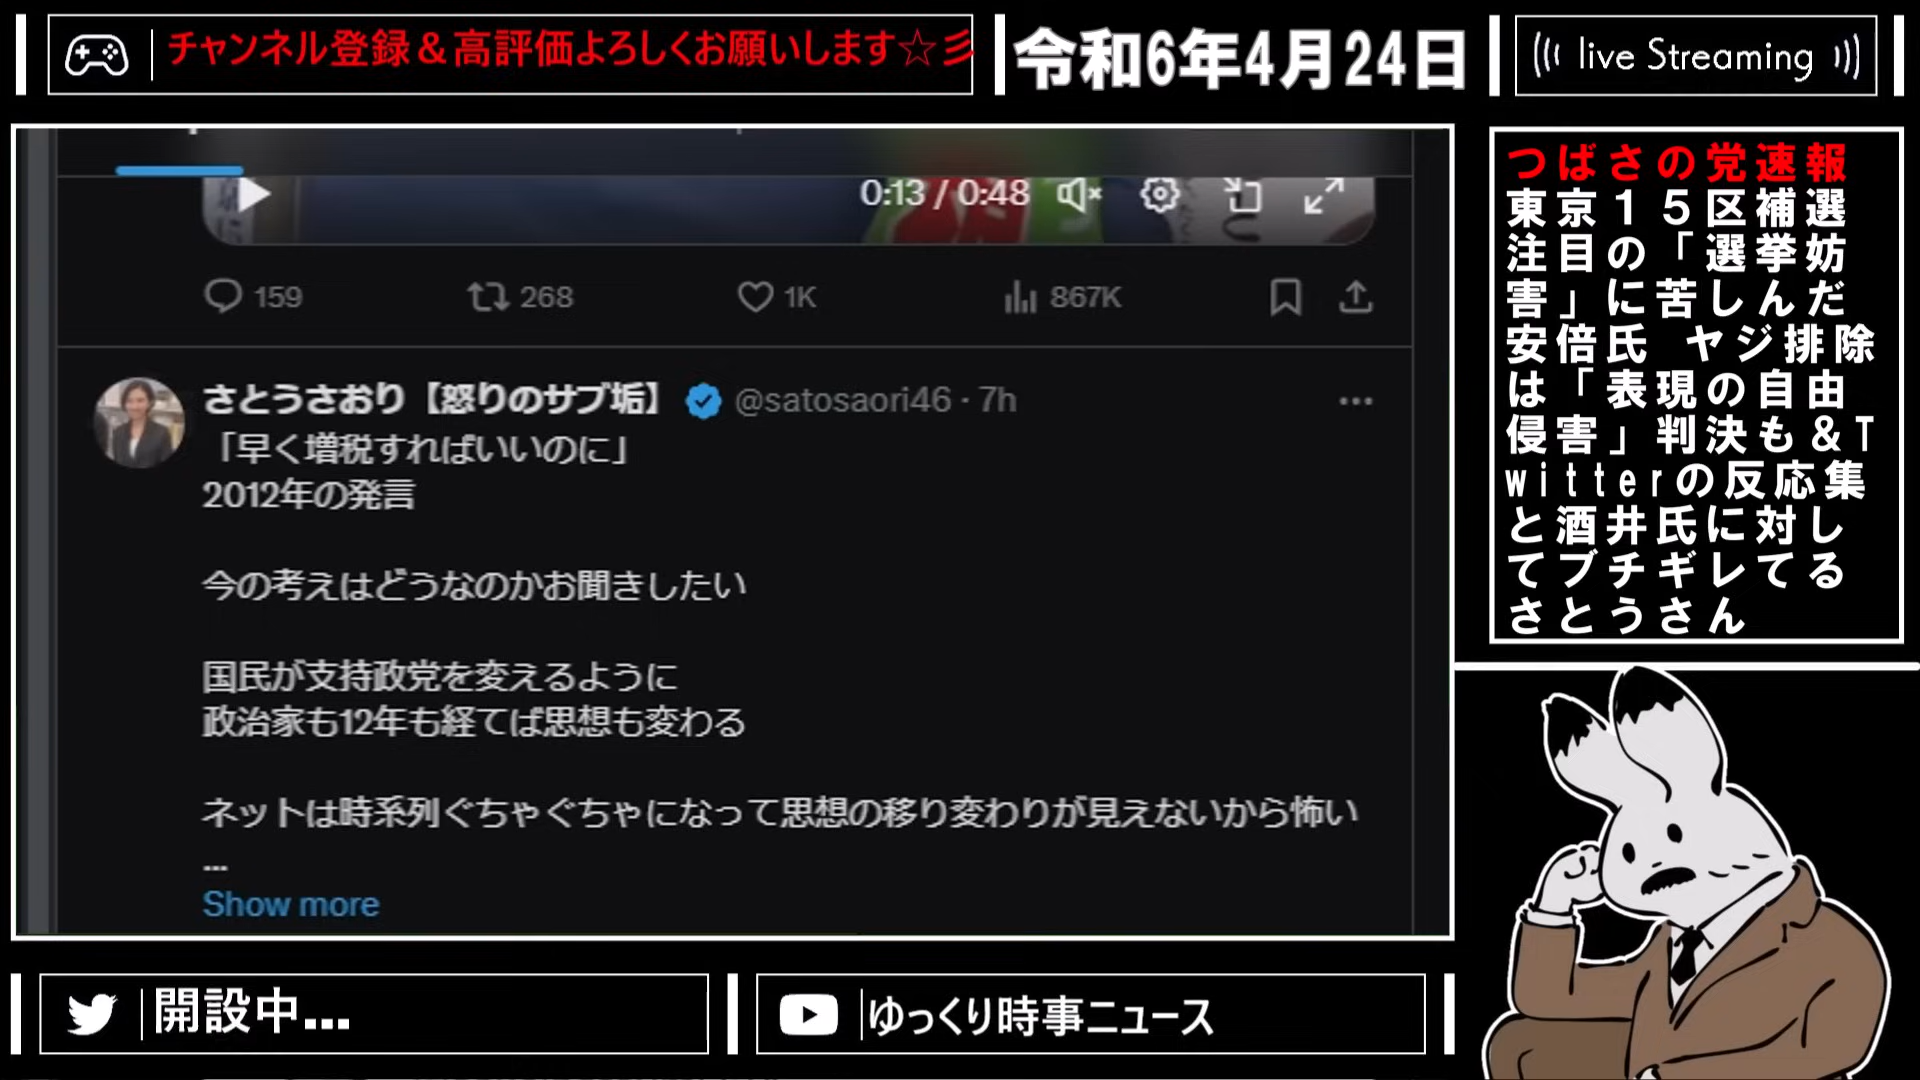 チャンネル登録＆高評価よろしくお願いします☆彡
令和6年4月24日
live Streaming
0:13 / 0:48
159
268
1K
867K
さとうさおり【怒りのサブ垢】 @satosaori46 · 7h
「早く増税すればいいのに」
2012年の発言
今の考えはどうなのかお聞きしたい
国民が支持政党を変えるように
政治家も12年も経てば思想も変わる
ネットは時系列ぐちゃぐちゃになって思想の移り変わりが見えないから怖い
...
Show more
つばさの党速報
東京１５区補選
注目の「選挙妨
害」に苦しんだ
安倍氏　ヤジ排除
は「表現の自由
侵害」判決も＆T
witterの反応集
と酒井氏に対し
てブチギレてる
さとうさん
開設中...
ゆっくり時事ニュース